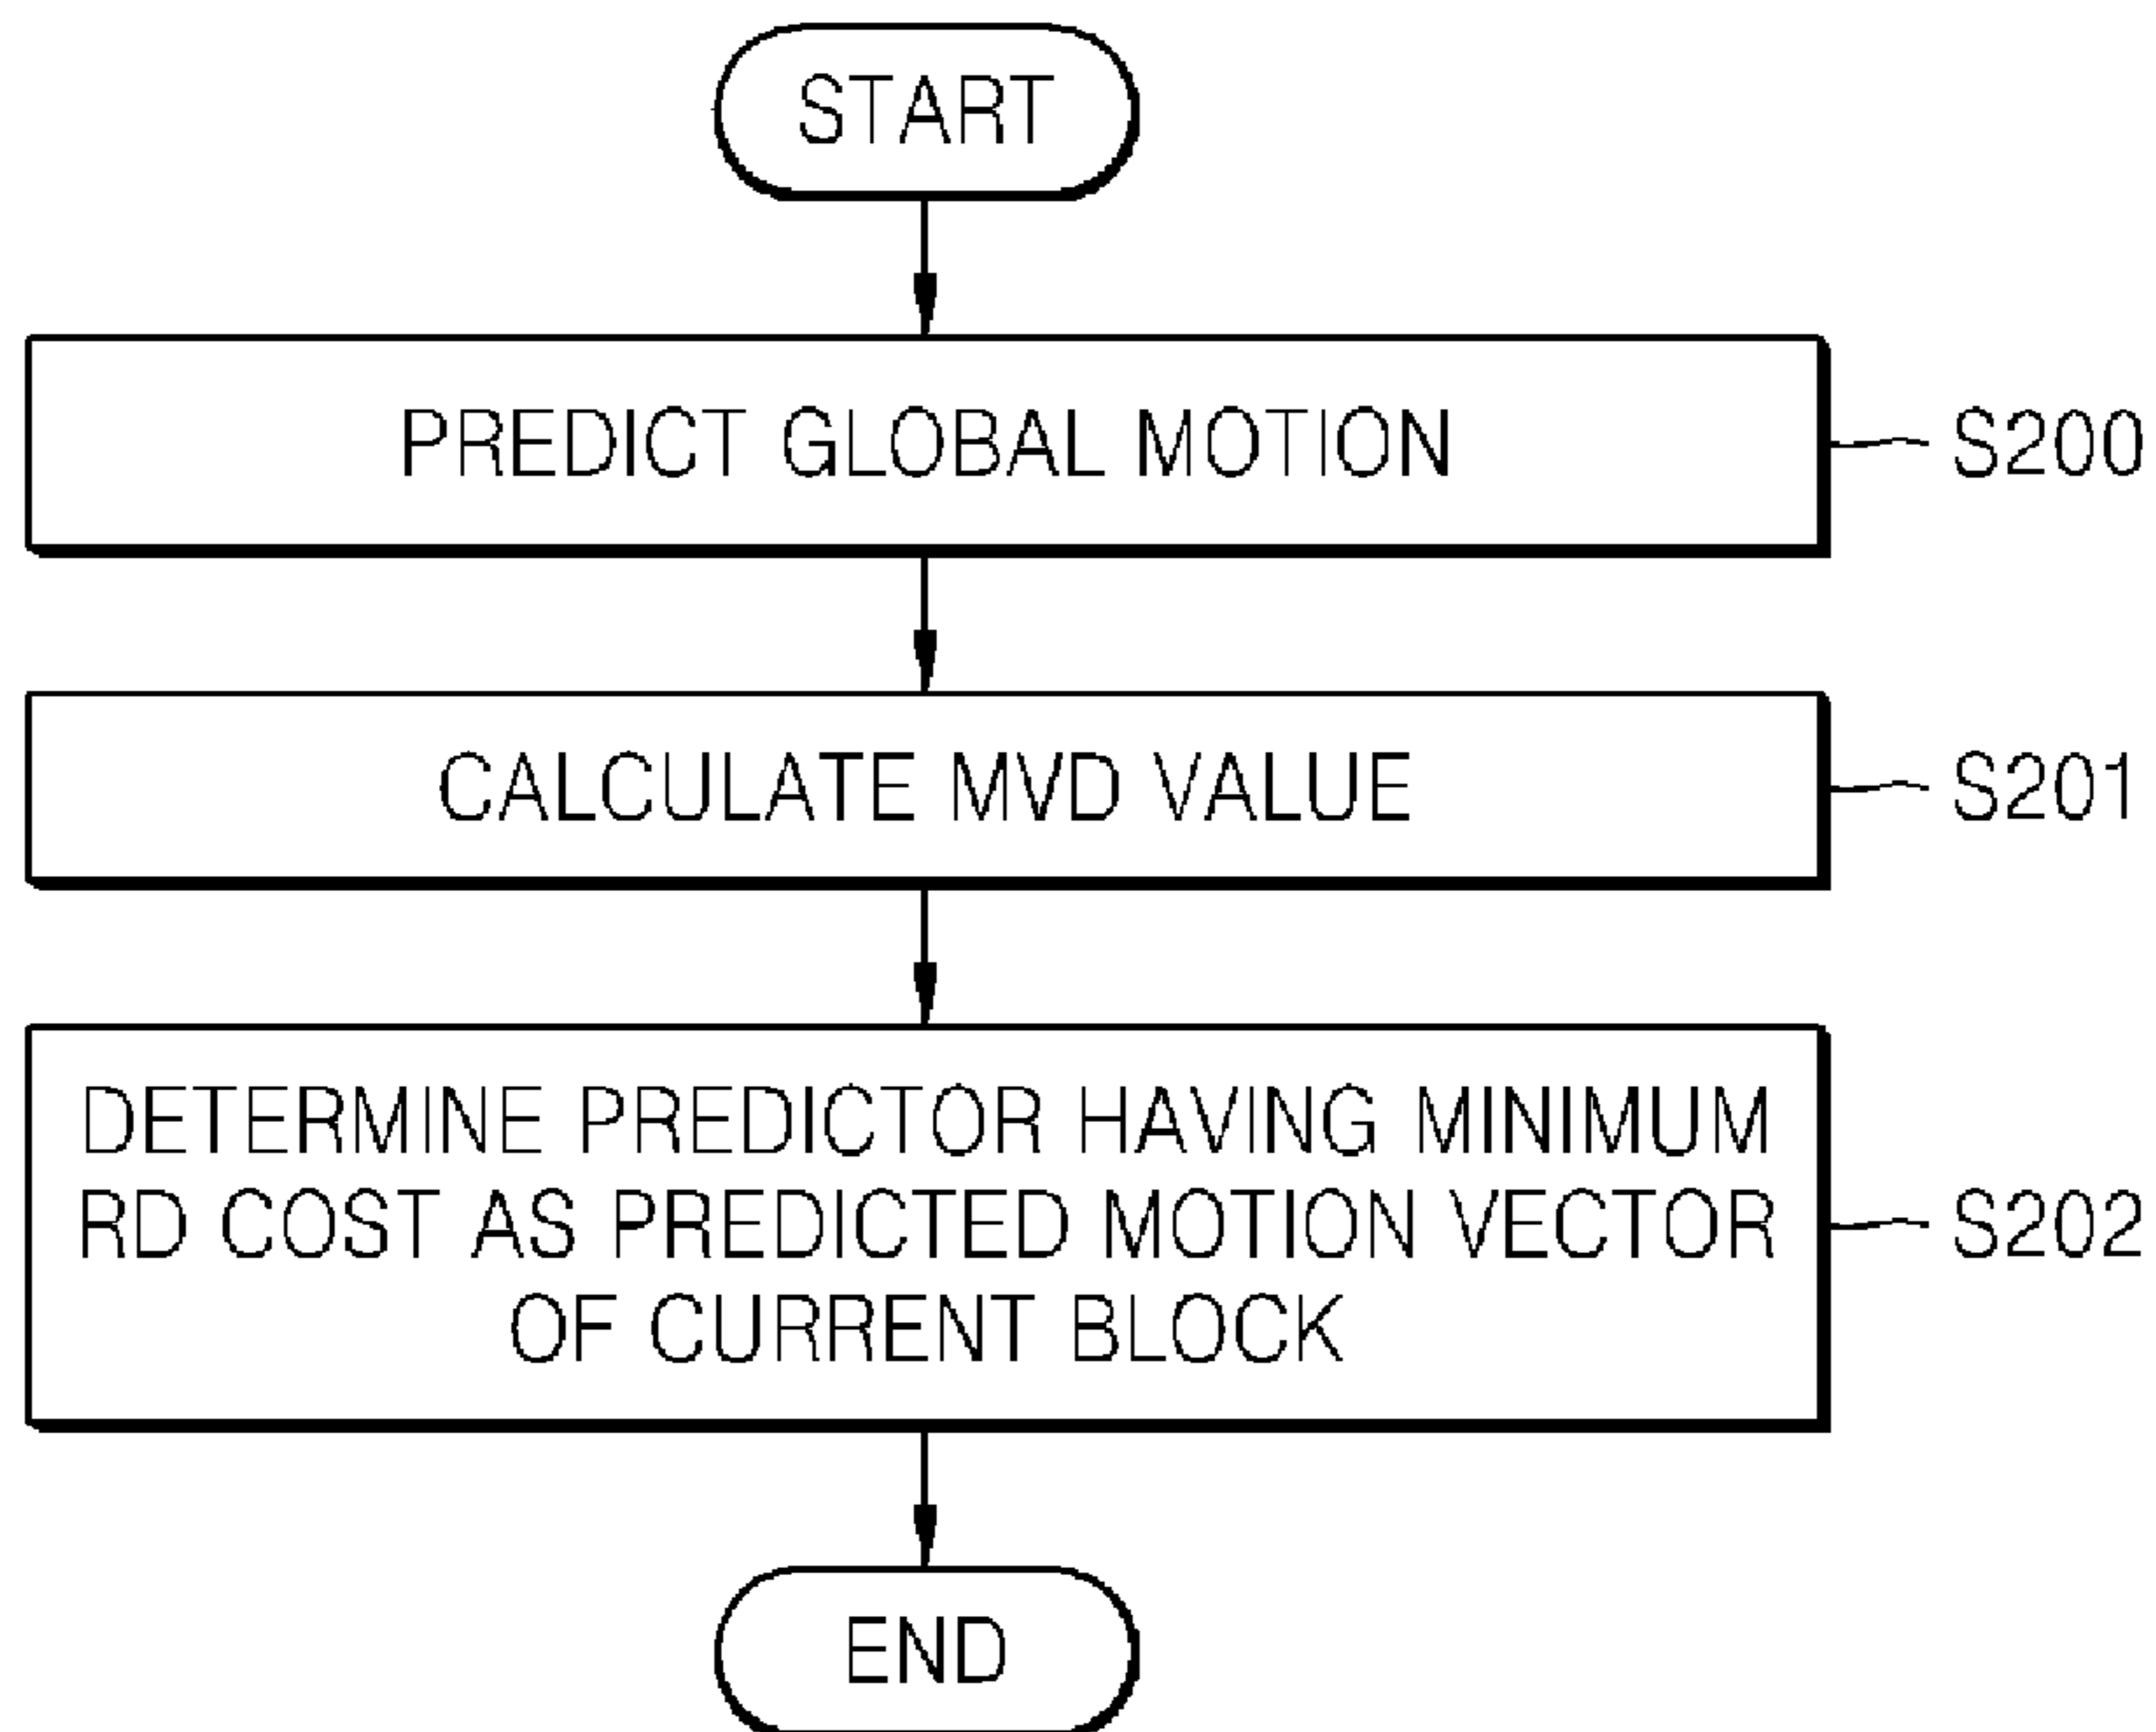 START
PREDICT GLOBAL MOTION
S200
CALCULATE MVD VALUE
S201
DETERMINE PREDICTOR HAVING MINIMUM
RD COST AS PREDICTED MOTION VECTOR
OF CURRENT BLOCK
S202
END